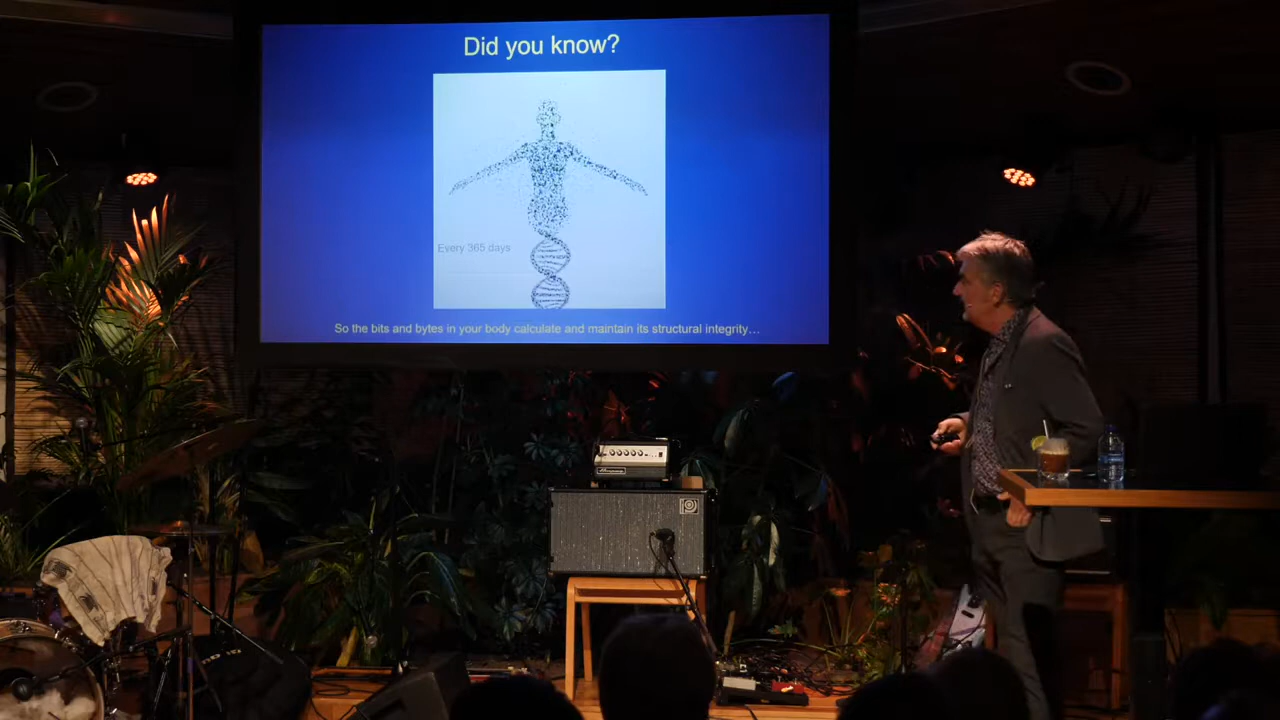 Did you know?
Every 365 days
So the bits and bytes in your body calculate and maintain its structural integrity…
Ampeg